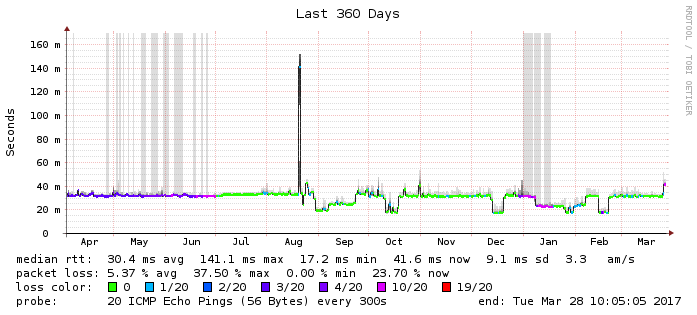 Last 360 Days
RRDTOOL / TOBI OETIKER
Seconds
160 m
140 m
120 m
100 m
80 m
60 m
40 m
20 m
0
Apr May Jun Jul Aug Sep Oct Nov Dec Jan Feb Mar
median rtt: 30.4 ms avg 141.1 ms max 17.2 ms min 41.6 ms now 9.1 ms sd 3.3 am/s
packet loss: 5.37 % avg 37.50 % max 0.00 % min 23.70 % now
loss color: 0 1/20 2/20 3/20 4/20 10/20 19/20
probe: 20 ICMP Echo Pings (56 Bytes) every 300s end: Tue Mar 28 10:05:05 2017